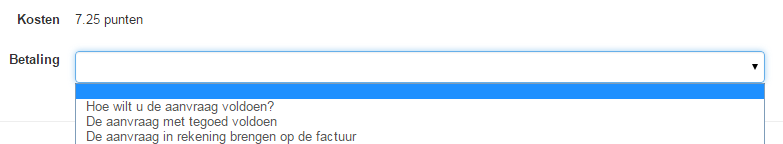 Kosten 7.25 punten
Betaling
Hoe wilt u de aanvraag voldoen?
De aanvraag met tegoed voldoen
De aanvraag in rekening brengen op de factuur